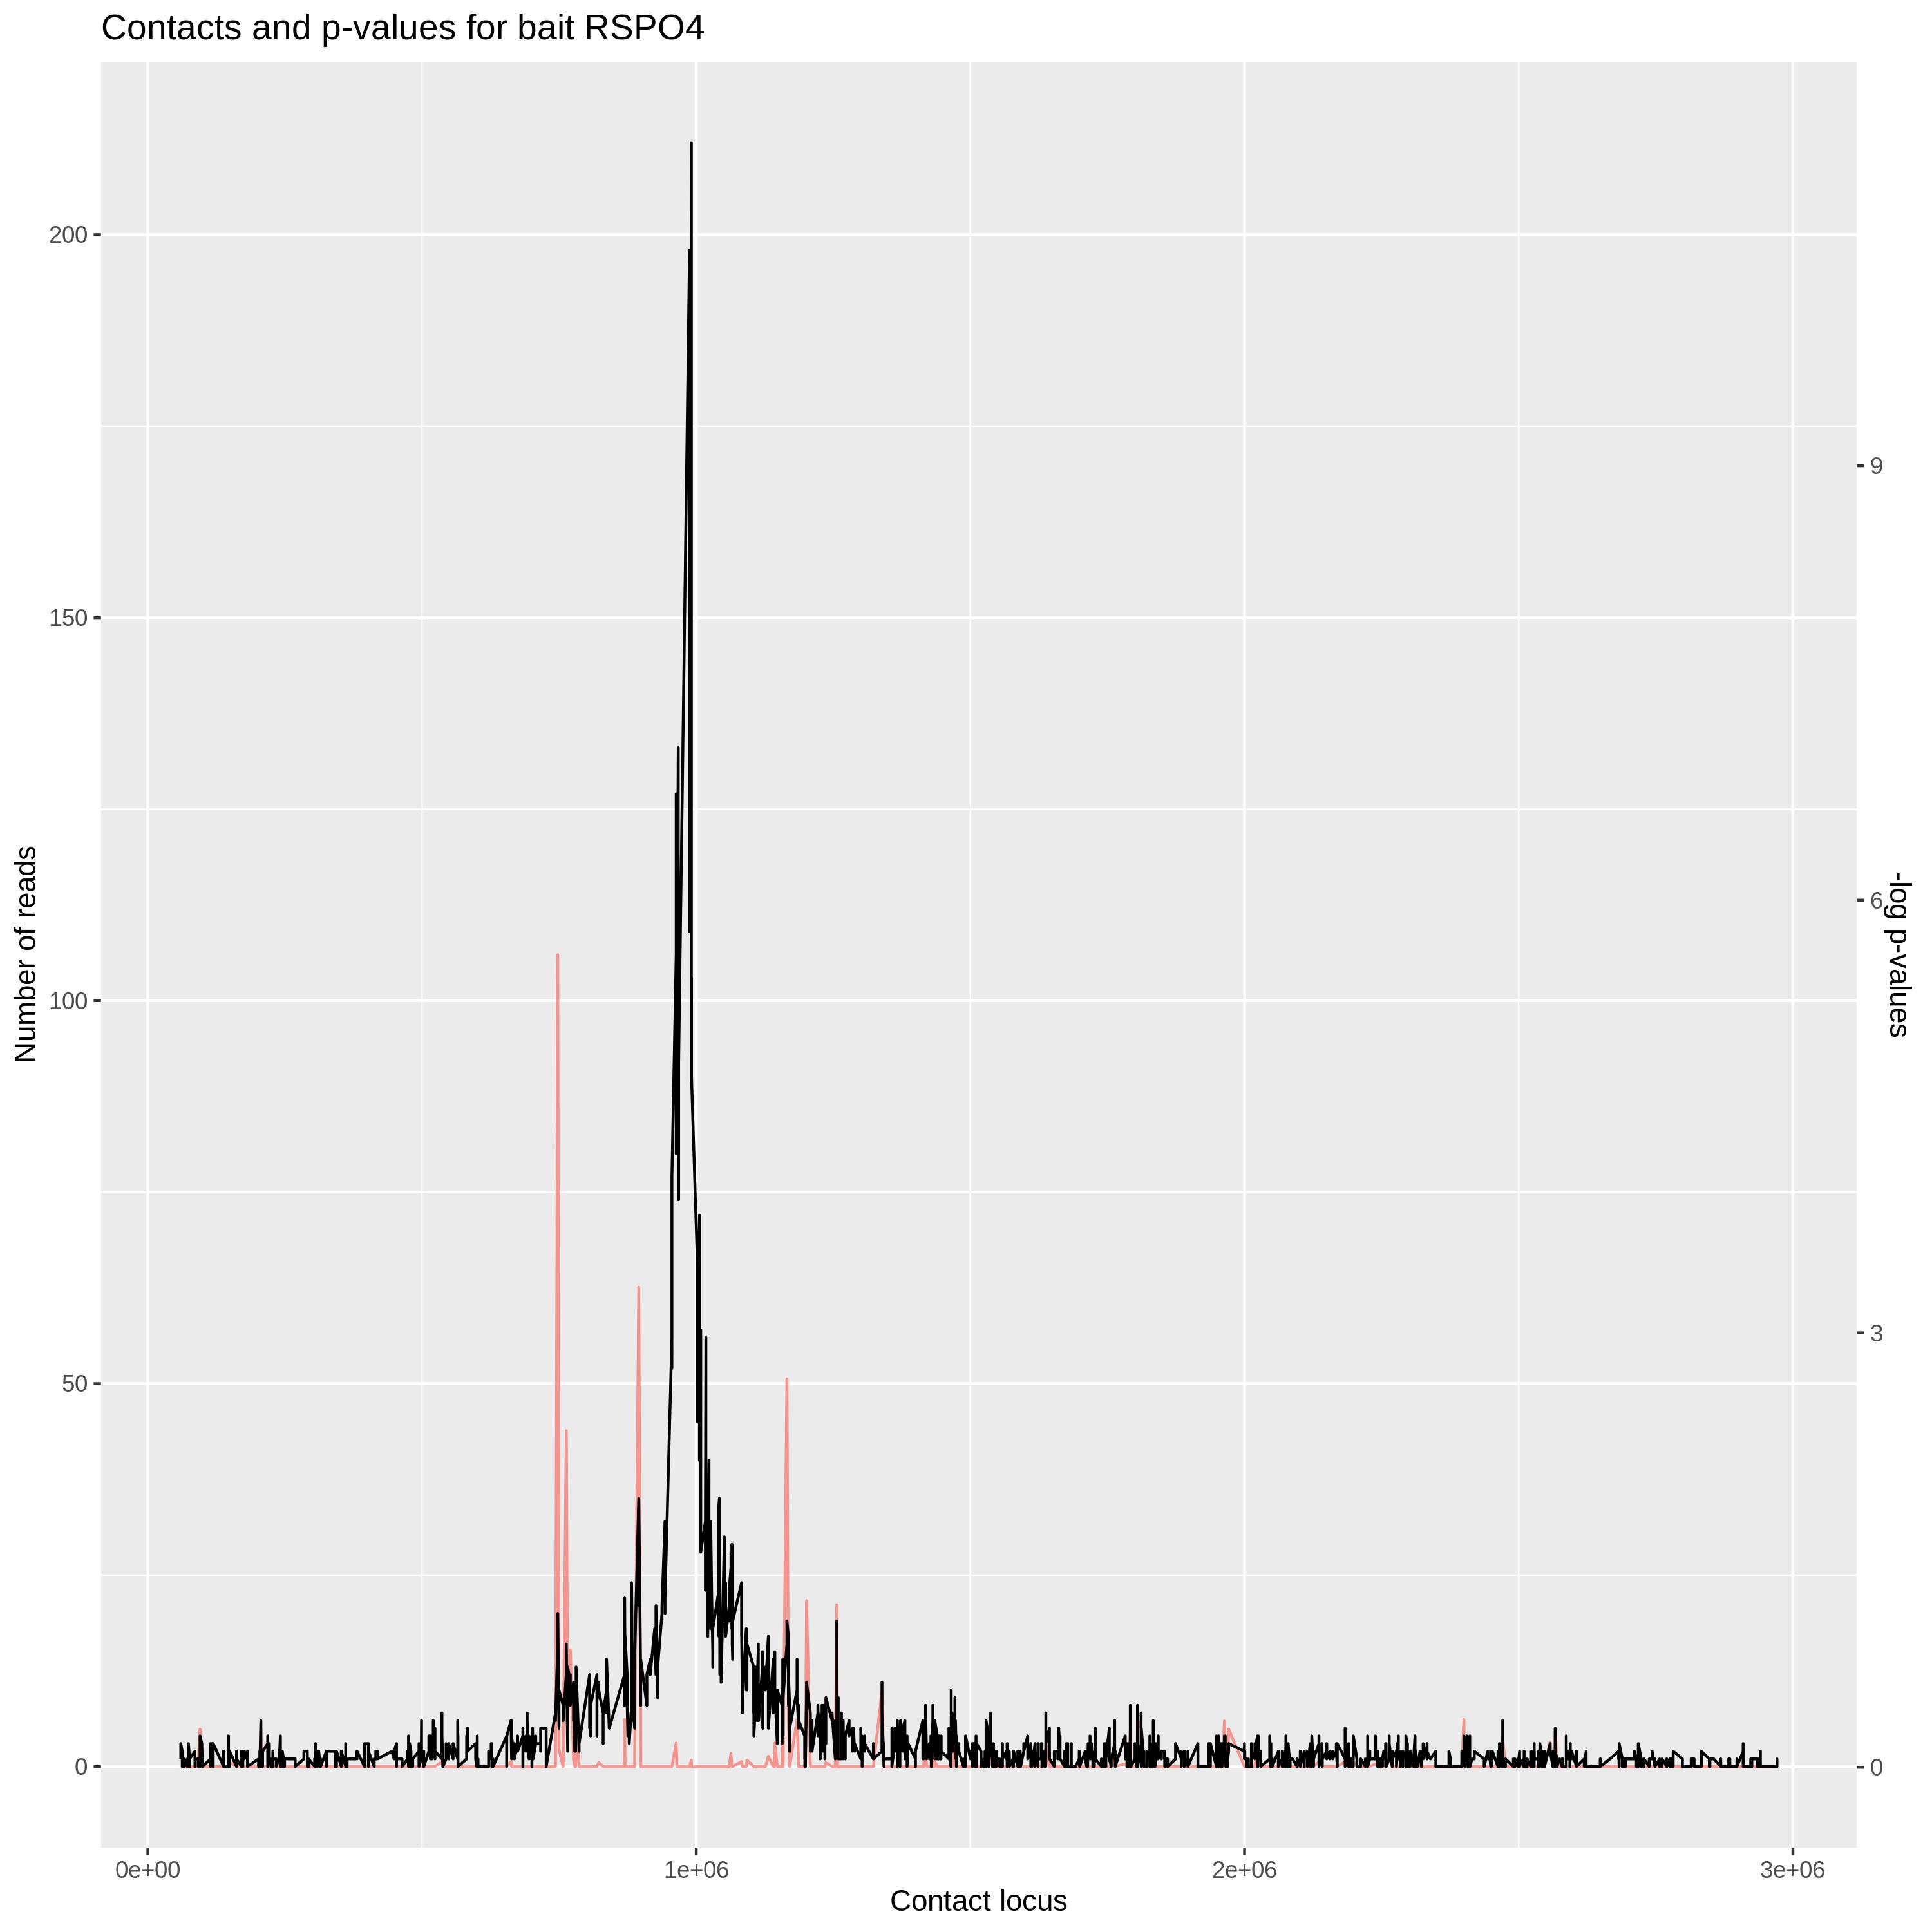 Contacts and p-values for bait RSPO4
200
150
100
50
0
Number of reads
9
6
3
0
-log p-values
0e+00
1e+06
2e+06
3e+06
Contact locus